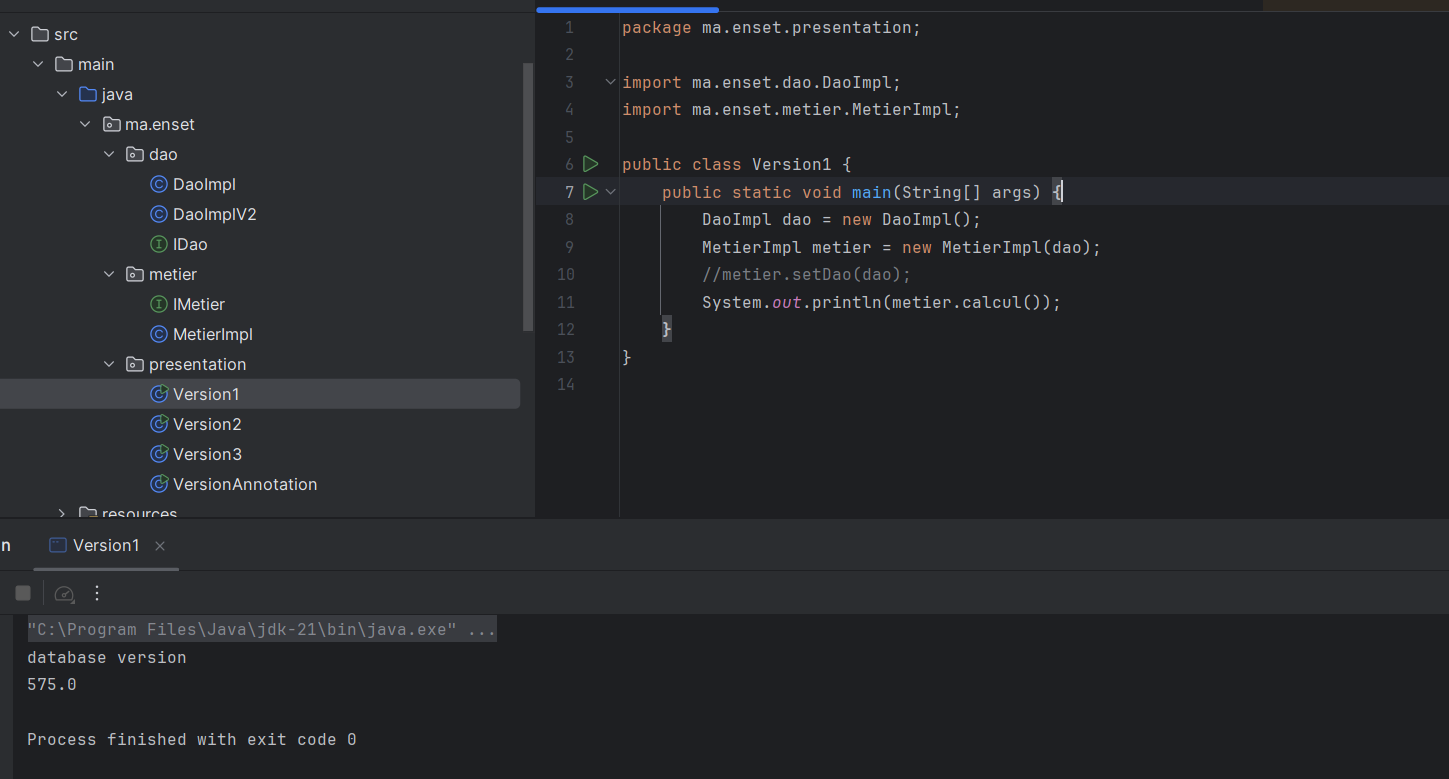 src
main
java
ma.enset
dao
DaoImpl
DaoImplV2
IDao
metier
IMetier
MetierImpl
presentation
Version1
Version2
Version3
VersionAnnotation
resources
1 package ma.enset.presentation;
2
3 import ma.enset.dao.DaoImpl;
4 import ma.enset.metier.MetierImpl;
5
6 public class Version1 {
7 public static void main(String[] args) {
8 DaoImpl dao = new DaoImpl();
9 MetierImpl metier = new MetierImpl(dao);
10 //metier.setDao(dao);
11 System.out.println(metier.calcul());
12 }
13 }
14
n Version1
"C:\Program Files\Java\jdk-21\bin\java.exe" ...
database version
575.0
Process finished with exit code 0